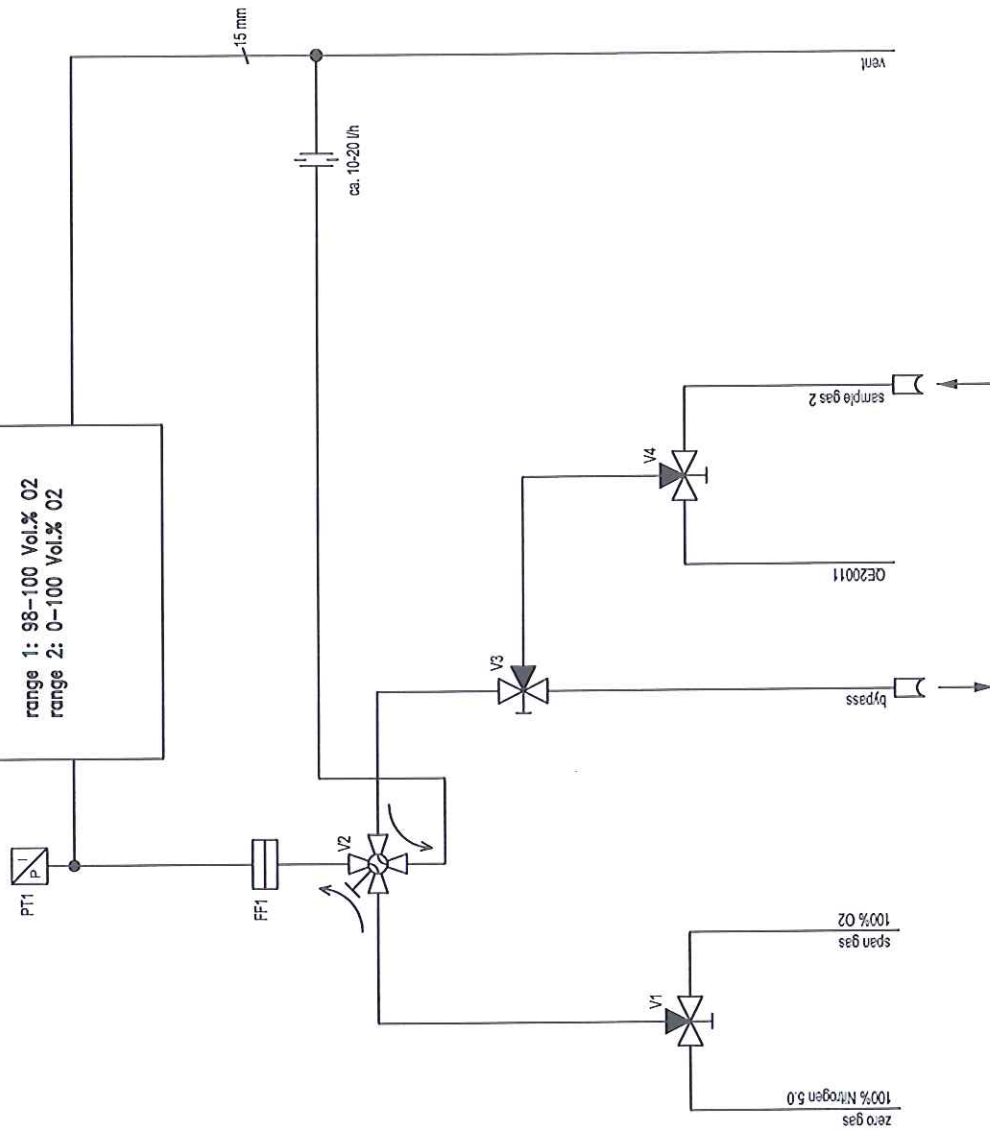 range 1: 98-100 Vol.% O2
range 2: 0-100 Vol.% O2
15 mm
PT1
P
I
ca. 10-20 l/h
FF1
V2
V3
V4
V1
vent
sample gas 2
QE20011
bypass
span gas
100% O2
zero gas
100% Nitrogen 5.0